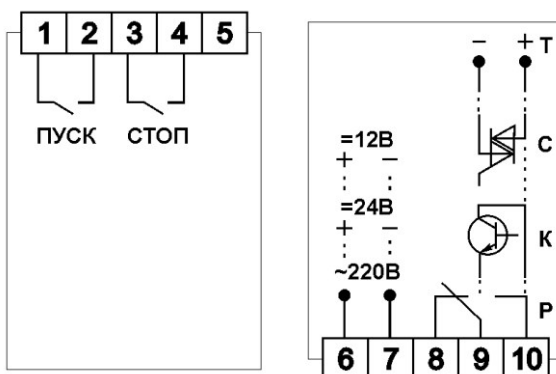 1 2 3 4 5
ПУСК СТОП
- + Т
С
=12В
+ -
=24В
+ -
К
~220В
Р
6 7 8 9 10